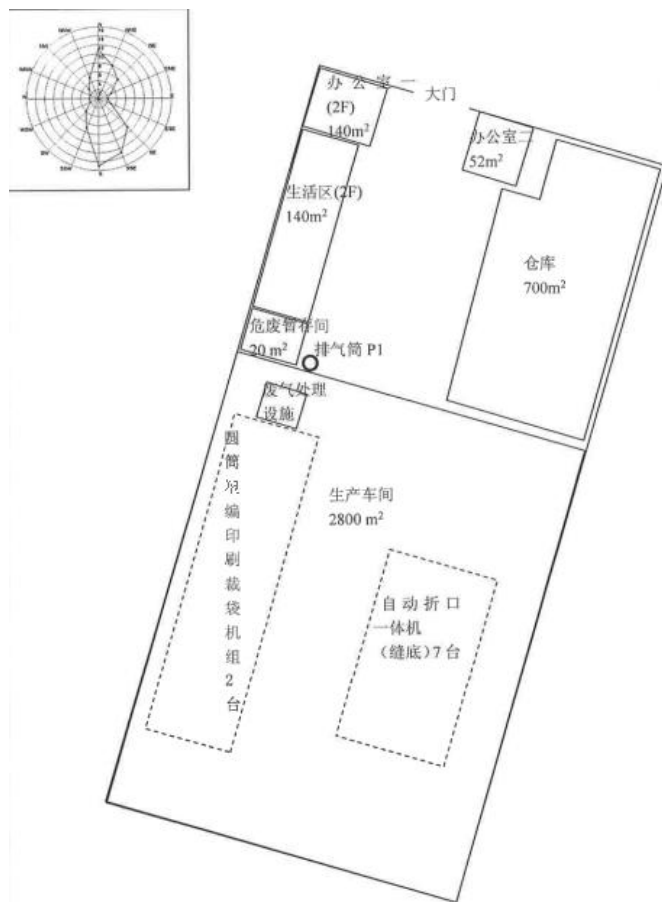 办公室一
(2F)
140m²
大门
办公室二
52m²
生活区(2F)
140m²
仓库
700m²
危废暂存间
20 m²
排气筒 P1
废气处理
设施
圆筒吊编印刷裁袋机组2台
生产车间
2800 m²
自动折口
一体机
（缝底）7台